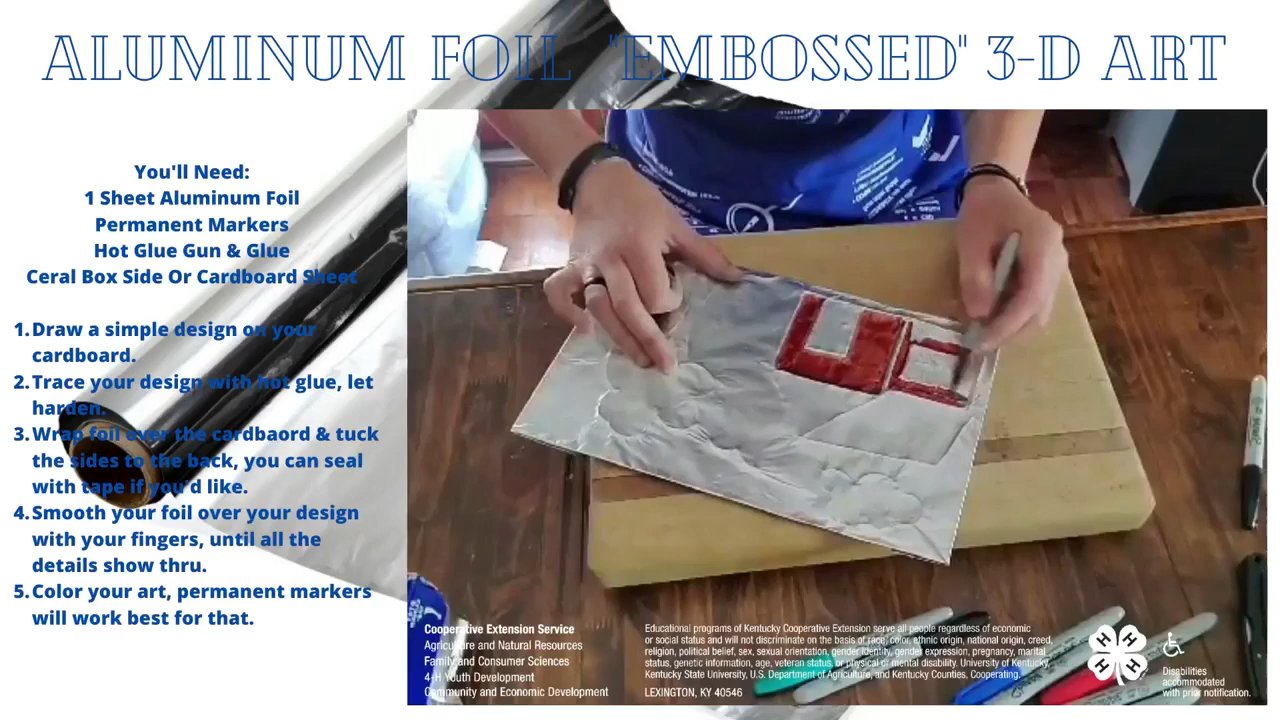 ALUMINUM FOIL "EMBOSSED" 3-D ART
You'll Need:
1 Sheet Aluminum Foil
Permanent Markers
Hot Glue Gun & Glue
Ceral Box Side Or Cardboard Sheet
1. Draw a simple design on your
cardboard.
2. Trace your design with hot glue, let
harden.
3. Wrap foil over the cardbaord & tuck
the sides to the back, you can seal
with tape if you'd like.
4. Smooth your foil over your design
with your fingers, until all the
details show thru.
5. Color your art, permanent markers
will work best for that.
Cooperative Extension Service
Agriculture and Natural Resources
Family and Consumer Sciences
4-H Youth Development
Community and Economic Development
Educational programs of Kentucky Cooperative Extension serve all people regardless of economic
or social status and will not discriminate on the basis of race, color, ethnic origin, national origin, creed,
religion, political belief, sex, sexual orientation, gender identity, gender expression, pregnancy, marital
status, genetic information, age, veteran status, or physical or mental disability. University of Kentucky,
Kentucky State University, U.S. Department of Agriculture, and Kentucky Counties, Cooperating.
LEXINGTON, KY 40546
H H
H H
Disabilities
accommodated
with prior notification.